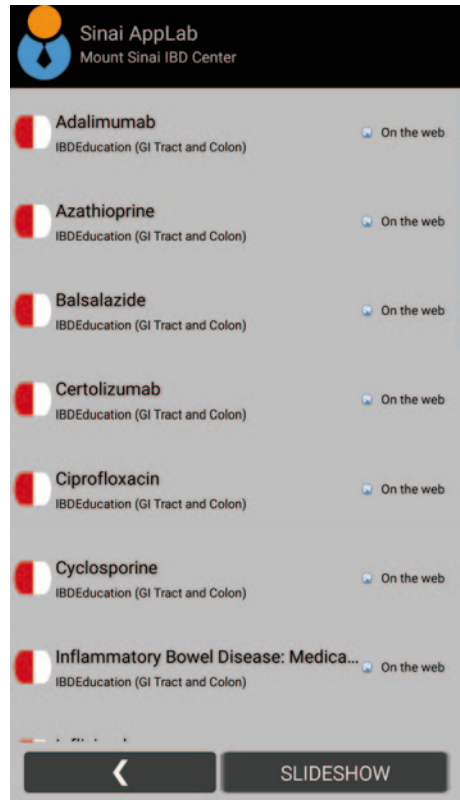 Sinai AppLab
Mount Sinai IBD Center
Adalimumab
IBDEducation (GI Tract and Colon)
On the web
Azathioprine
IBDEducation (GI Tract and Colon)
On the web
Balsalazide
IBDEducation (GI Tract and Colon)
On the web
Certolizumab
IBDEducation (GI Tract and Colon)
On the web
Ciprofloxacin
IBDEducation (GI Tract and Colon)
On the web
Cyclosporine
IBDEducation (GI Tract and Colon)
On the web
Inflammatory Bowel Disease: Medica...
IBDEducation (GI Tract and Colon)
On the web
SLIDESHOW